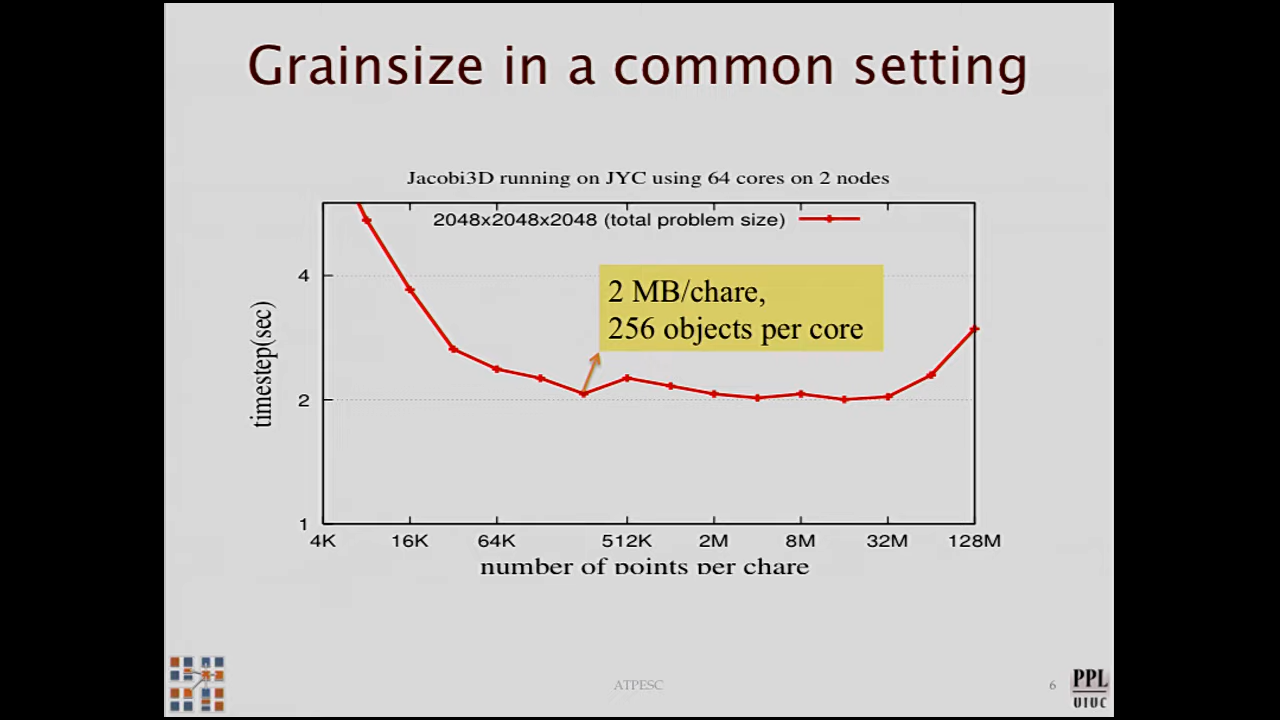 Grainsize in a common setting
Jacobi3D running on JYC using 64 cores on 2 nodes
2048x2048x2048 (total problem size)
4
2 MB/chare,
256 objects per core
timestep(sec)
2
1
4K 16K 64K 512K 2M 8M 32M 128M
number of points per chare
ATPESC
6
PPL
UIUC